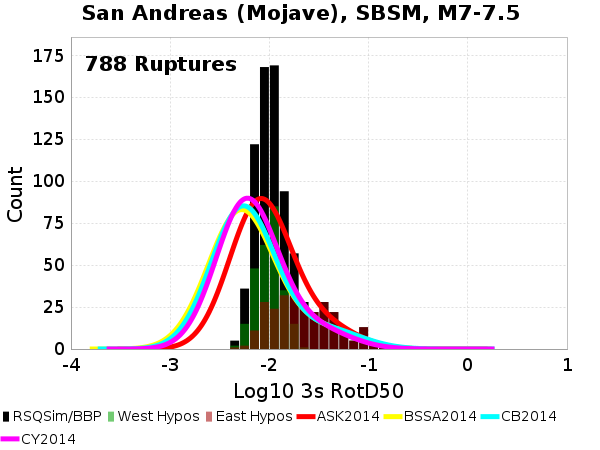 San Andreas (Mojave), SBSM, M7-7.5
788 Ruptures
175
150
125
100
75
50
25
0
Count
-4 -3 -2 -1 0 1
Log10 3s RotD50
RSQSim/BBP West Hypos East Hypos ASK2014 BSSA2014 CB2014
CY2014